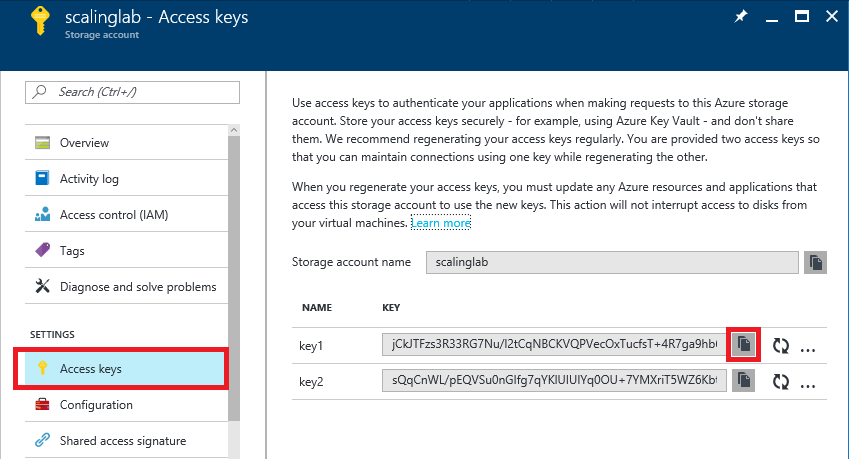 scalinglab - Access keys
Storage account
Search (Ctrl+/)
Overview
Activity log
Access control (IAM)
Tags
Diagnose and solve problems
SETTINGS
Access keys
Configuration
Shared access signature
Use access keys to authenticate your applications when making requests to this Azure storage
account. Store your access keys securely - for example, using Azure Key Vault - and don't share
them. We recommend regenerating your access keys regularly. You are provided two access keys so
that you can maintain connections using one key while regenerating the other.
When you regenerate your access keys, you must update any Azure resources and applications that
access this storage account to use the new keys. This action will not interrupt access to disks from
your virtual machines. Learn more
Storage account name scalinglab
NAME KEY
key1
key2